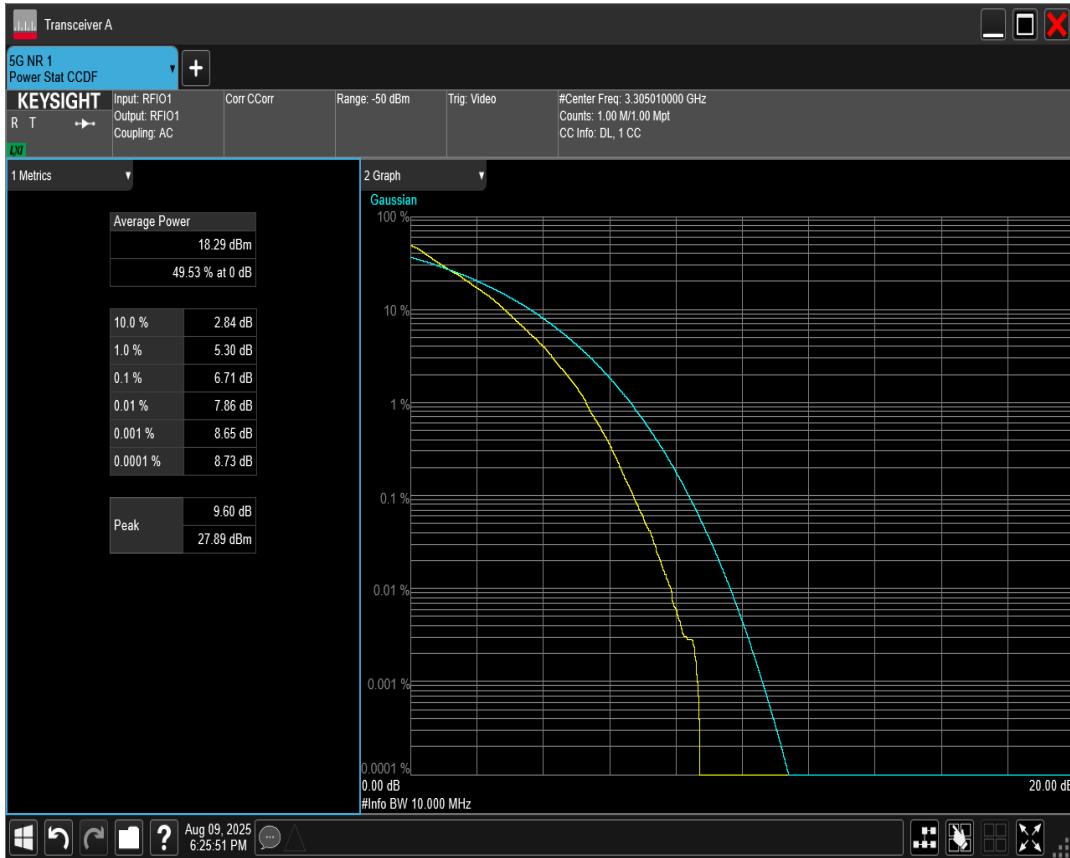 Transceiver A
5G NR 1
Power Stat CCDF
+
KEYSIGHT
R T
LXI
Input: RFIO1
Output: RFIO1
Coupling: AC
Corr CCorr
Range: -50 dBm
Trig: Video
#Center Freq: 3.305010000 GHz
Counts: 1.00 M/1.00 Mpt
CC Info: DL, 1 CC
1 Metrics
Average Power
18.29 dBm
49.53 % at 0 dB
10.0 % 2.84 dB
1.0 % 5.30 dB
0.1 % 6.71 dB
0.01 % 7.86 dB
0.001 % 8.65 dB
0.0001 % 8.73 dB
Peak
9.60 dB
27.89 dBm
2 Graph
Gaussian
100 %
10 %
1 %
0.1 %
0.01 %
0.001 %
0.0001 %
0.00 dB 20.00 dB
#Info BW 10.000 MHz
?
Aug 09, 2025
6:25:51 PM